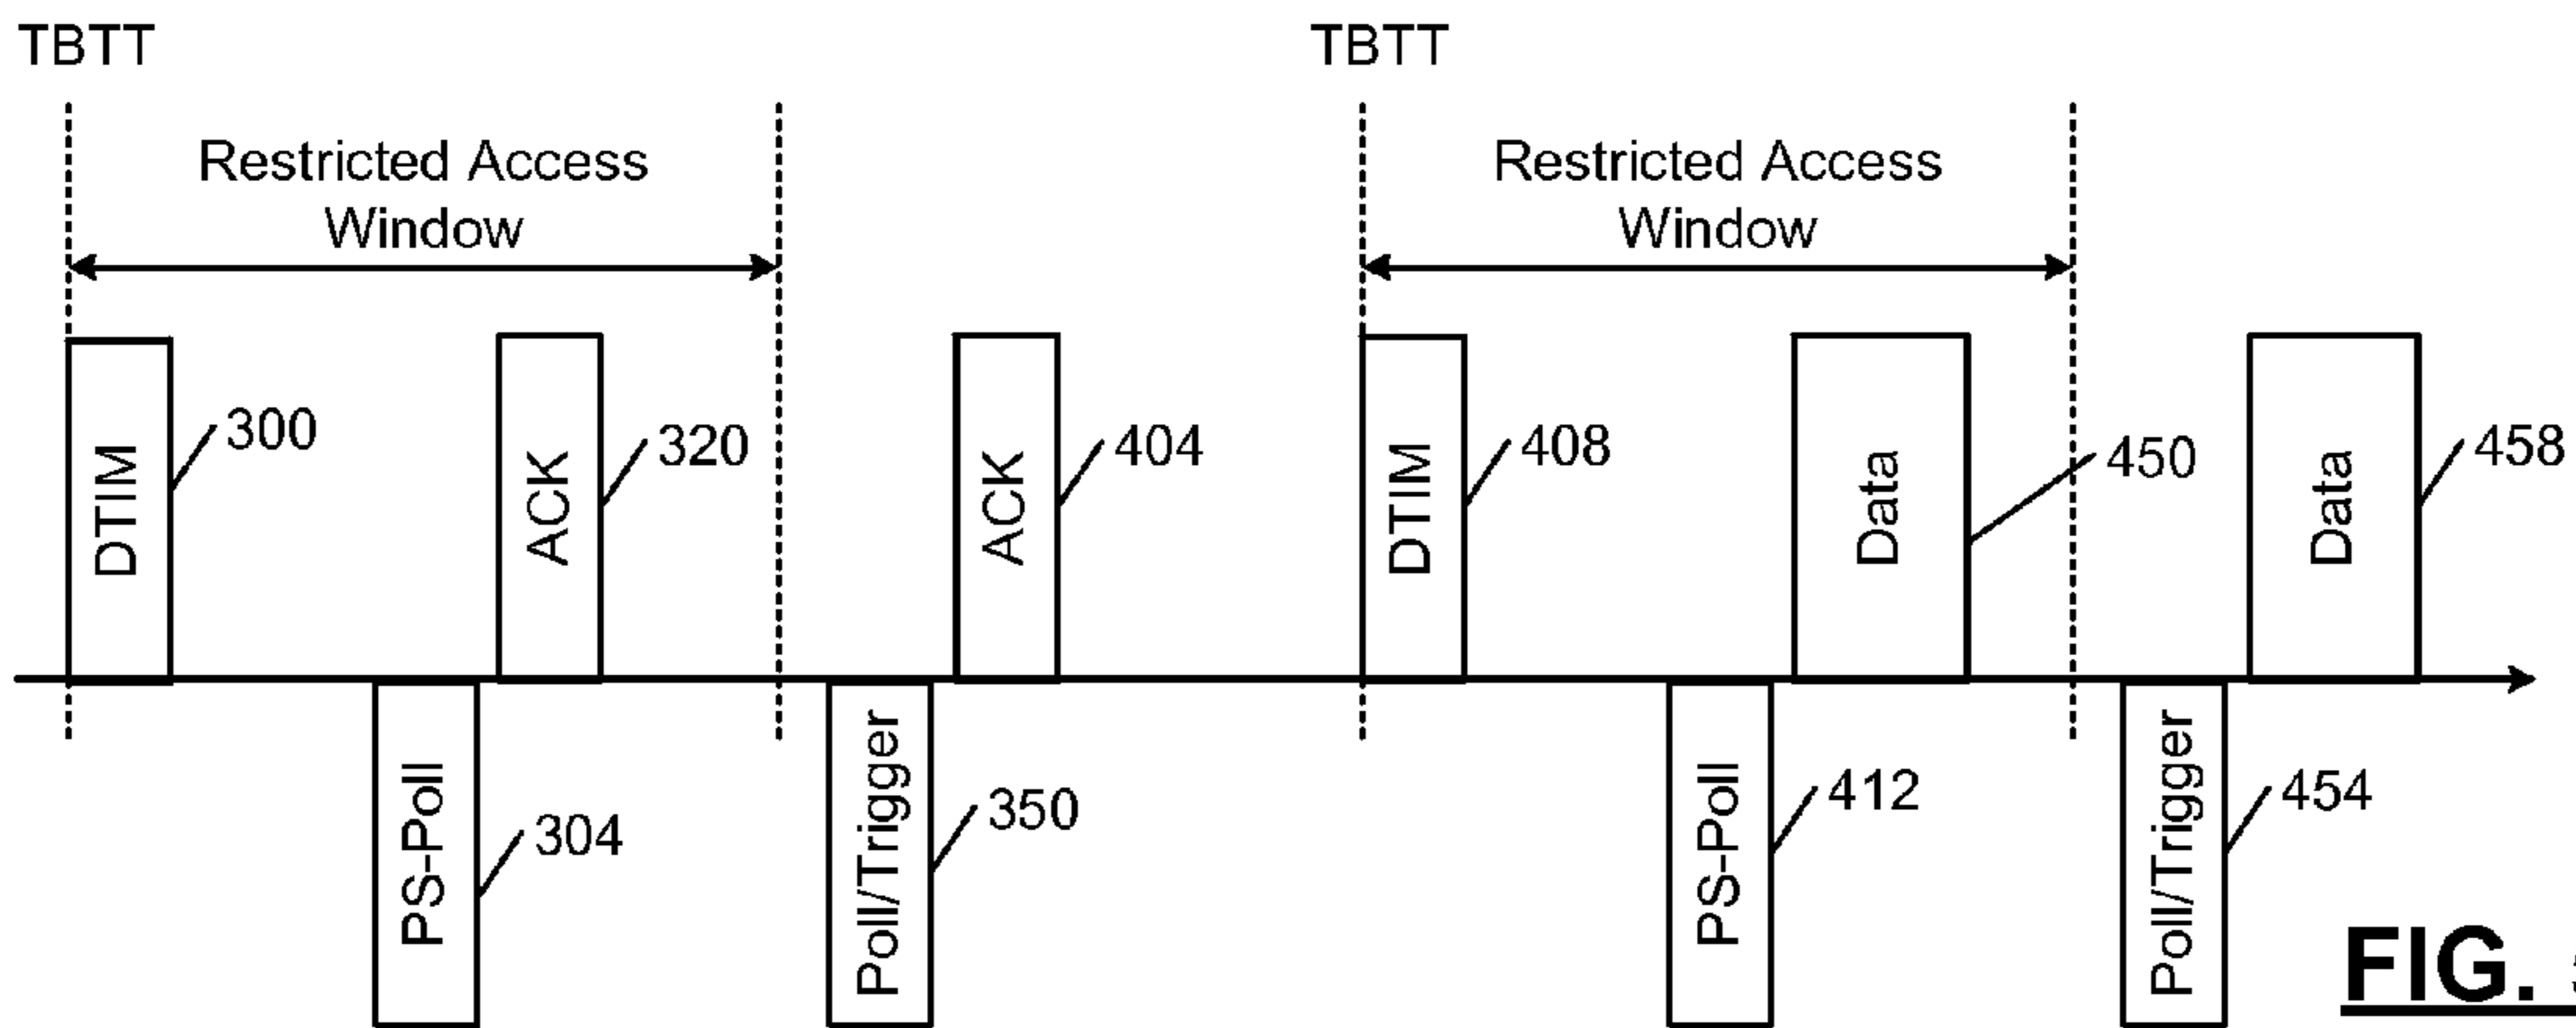 TBTT
TBTT
Restricted Access
Window
Restricted Access
Window
DTIM
300
ACK
320
ACK
404
DTIM
408
Data
450
Data
458
PS-Poll
304
Poll/Trigger
350
PS-Poll
412
Poll/Trigger
454
FIG.